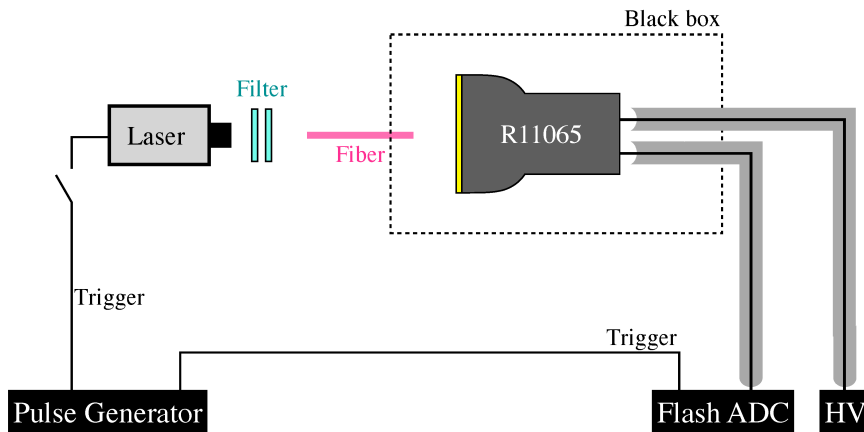 Black box
Filter
Laser
R11065
Fiber
Trigger
Trigger
Pulse Generator
Flash ADC
HV